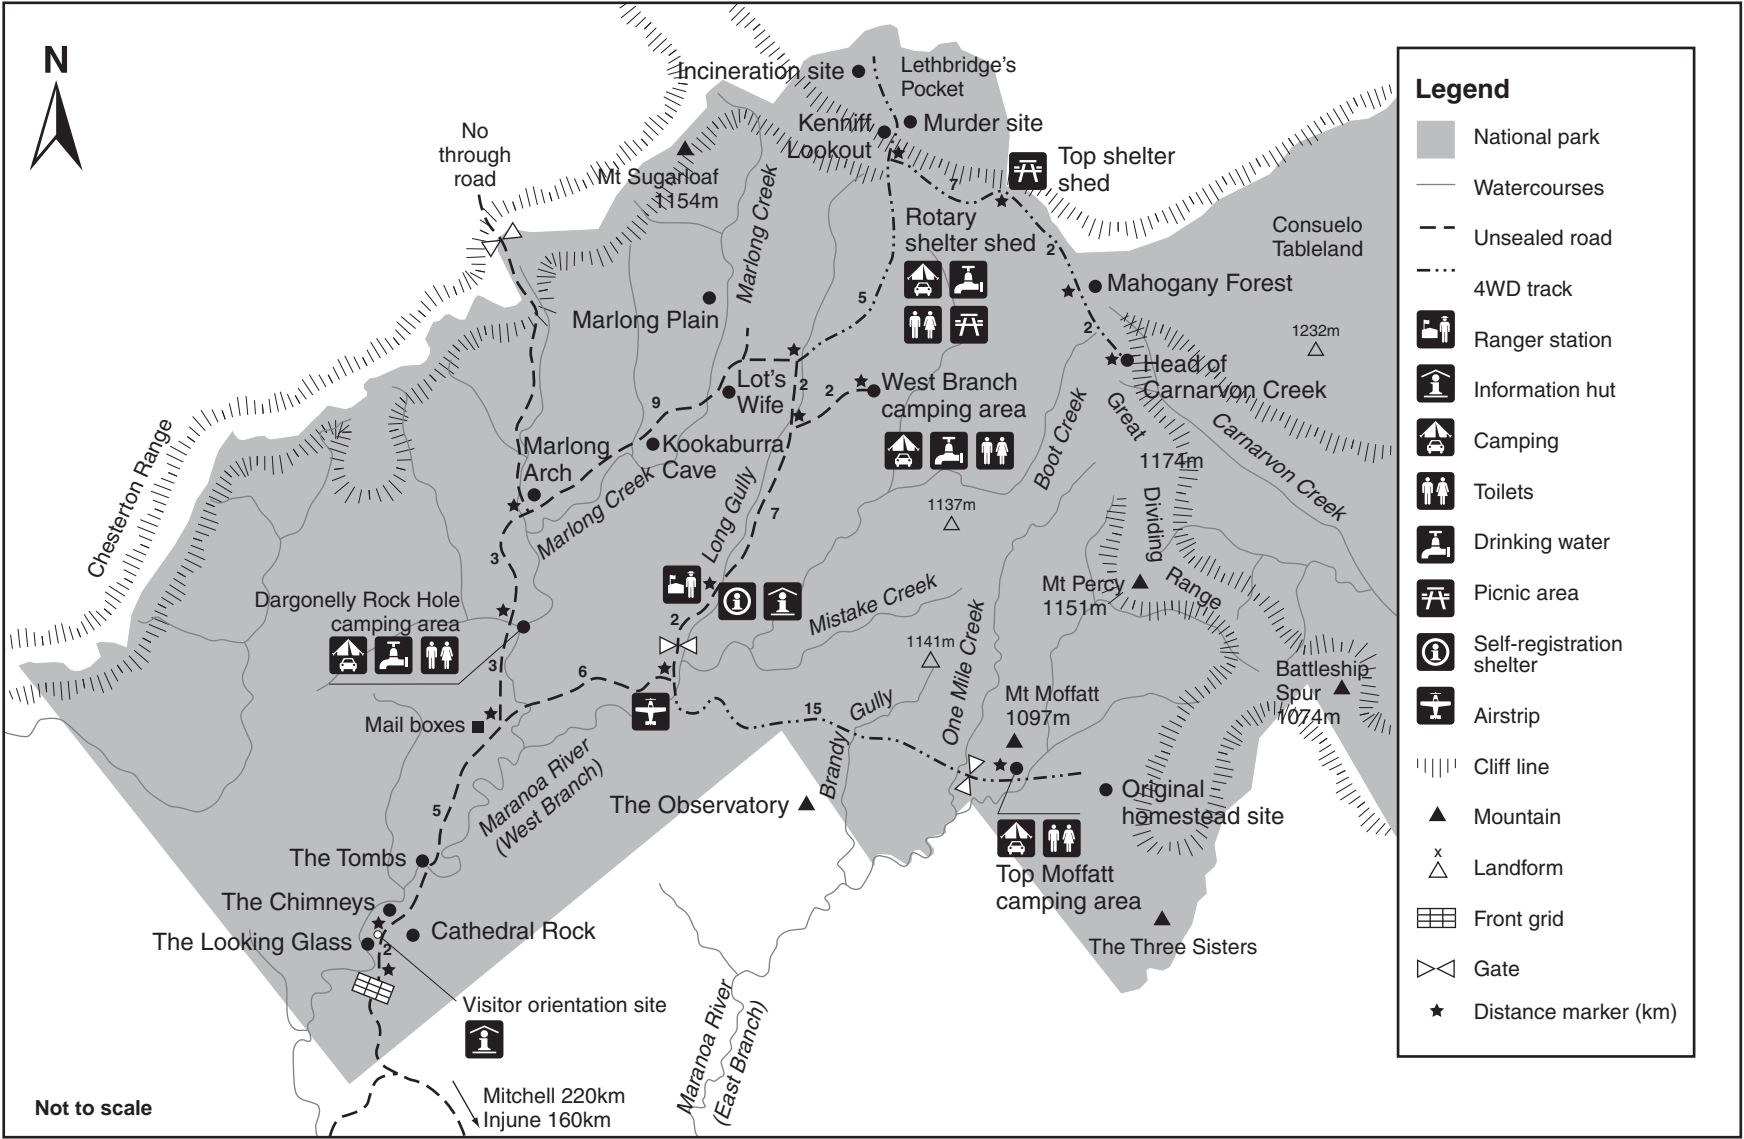 N
No
through
road
Incineration site
Lethbridge's
Pocket
Kenniff
Lookout
Murder site
Top shelter
shed
Mt Sugarloaf
1154m
Marlong Creek
7
Rotary
shelter shed
2
Consuelo
Tableland
Mahogany Forest
Marlong Plain
5
2
1232m
Head of
Carnarvon Creek
Lot's
Wife
2
2
West Branch
camping area
9
Kookaburra
Cave
Marlong
Arch
Marlong Creek
Long Gully
7
Boot Creek
Great
Dividing
Range
1174m
Carnarvon Creek
Chesterton Range
1137m
3
Dargonelly Rock Hole
camping area
3
2
Mistake Creek
Mt Percy
1151m
1141m
One Mile Creek
Battleship
Spur
1074m
6
Mail boxes
15
Brandy
Gully
Mt Moffatt
1097m
Maranoa River
(West Branch)
The Observatory
Original
homestead site
5
The Tombs
Top Moffatt
camping area
The Chimneys
The Looking Glass
Cathedral Rock
2
The Three Sisters
Visitor orientation site
Maranoa River
(East Branch)
Mitchell 220km
Injune 160km
Not to scale
Legend
National park
Watercourses
Unsealed road
4WD track
Ranger station
Information hut
Camping
Toilets
Drinking water
Picnic area
Self-registration
shelter
Airstrip
Cliff line
Mountain
x
Landform
Front grid
Gate
Distance marker (km)